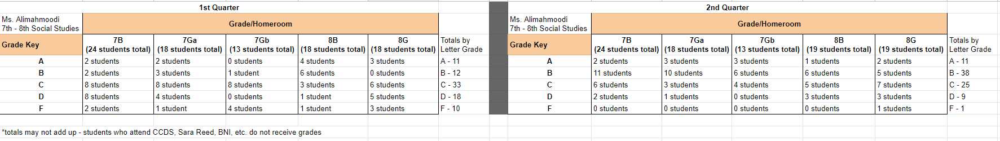 1st Quarter 2nd Quarter
Ms. Alimahmoodi Ms. Alimahmoodi
7th - 8th Social Studies Grade/Homeroom 7th - 8th Social Studies Grade/Homeroom
Grade Key 7B 7Ga 7Gb 8B 8G Totals by Grade Key 7B 7Ga 7Gb 8B 8G Totals by
(24 students total) (18 students total) (13 students total) (18 students total) (18 students total) Letter Grade (24 students total) (18 students total) (13 students total) (19 students total) (19 students total) Letter Grade
A 2 students 2 students 0 students 4 students 3 students A - 11 A 2 students 3 students 3 students 1 students 2 students A - 11
B 2 students 3 students 1 student 6 students 0 students B - 12 B 11 students 10 students 6 students 6 students 5 students B - 38
C 8 students 8 students 8 students 3 students 6 students C - 33 C 6 students 3 students 4 students 5 students 7 students C - 25
D 8 students 4 students 0 students 1 student 5 students D - 18 D 2 students 1 students 0 students 3 students 3 students D - 9
F 2 students 1 student 4 students 1 student 3 students F - 10 F 0 students 0 students 0 students 0 students 1 students F - 1
*totals may not add up - students who attend CCDS, Sara Reed, BNI, etc. do not receive grades